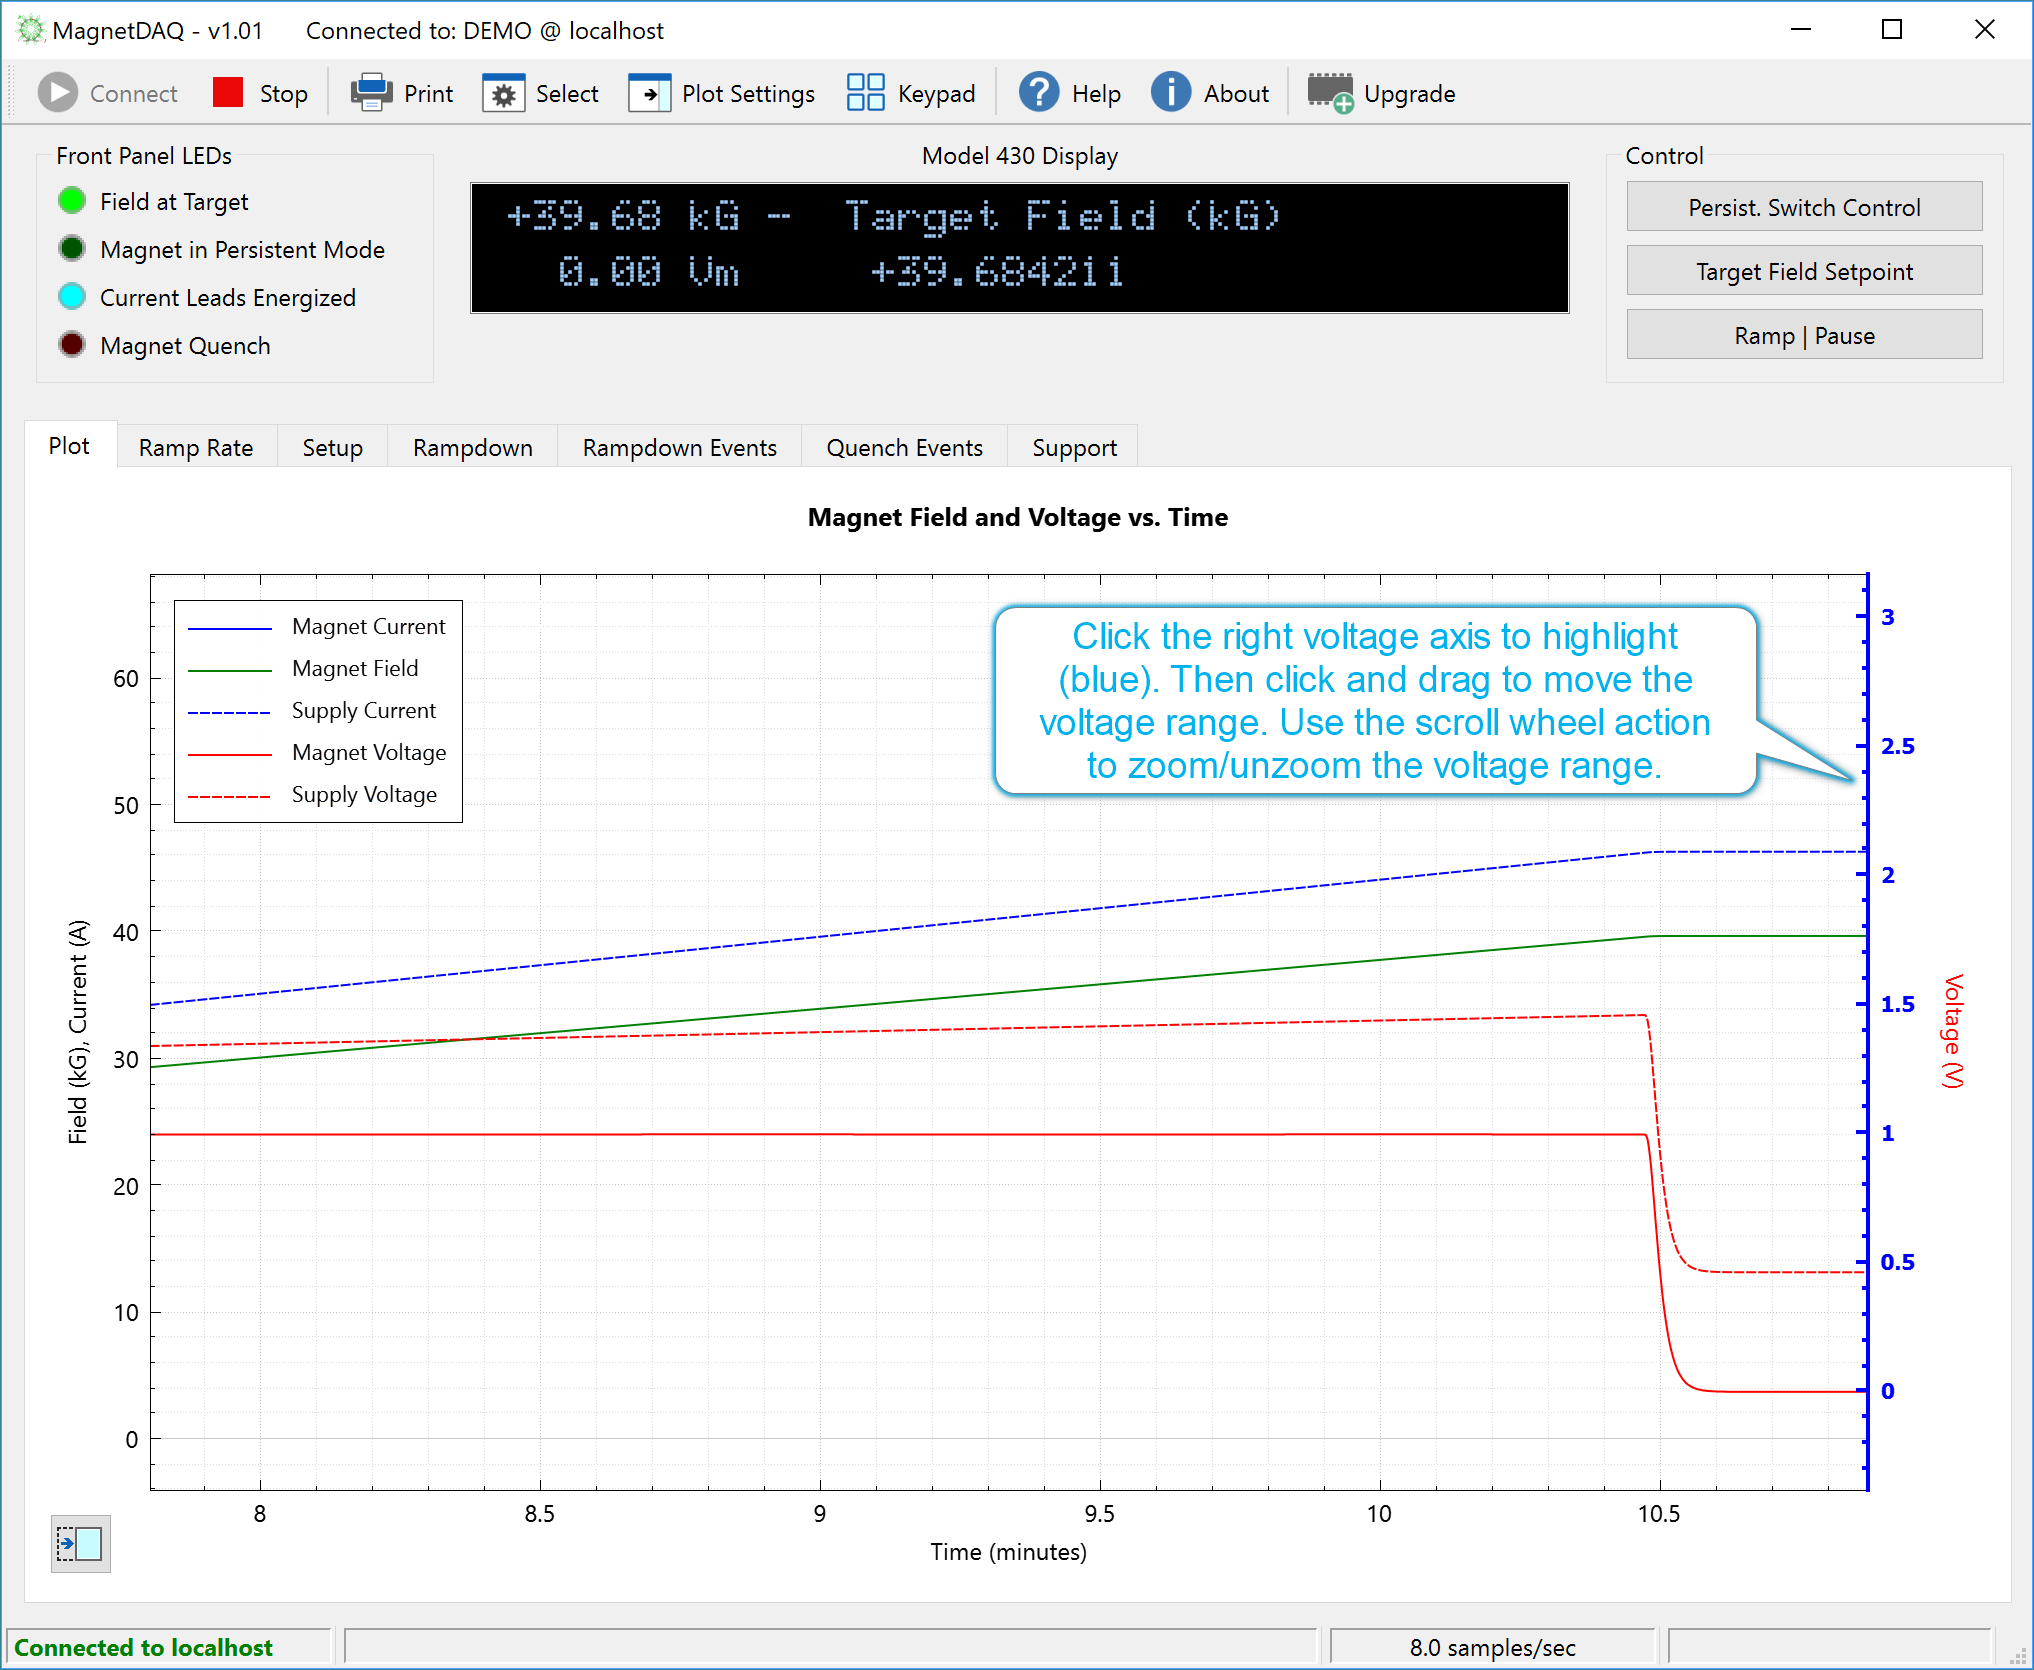 MagnetDAQ - v1.01 Connected to: DEMO @ localhost
Connect Stop Print Select Plot Settings Keypad Help About Upgrade
Front Panel LEDs
Field at Target
Magnet in Persistent Mode
Current Leads Energized
Magnet Quench
Model 430 Display
+39.68 kG - Target Field (kG)
0.00 Vm +39.684211
Control
Persist. Switch Control
Target Field Setpoint
Ramp | Pause
Plot Ramp Rate Setup Rampdown Rampdown Events Quench Events Support
Magnet Field and Voltage vs. Time
Magnet Current
Magnet Field
Supply Current
Magnet Voltage
Supply Voltage
Click the right voltage axis to highlight
(blue). Then click and drag to move the
voltage range. Use the scroll wheel action
to zoom/unzoom the voltage range.
Field (kG), Current (A)
60
50
40
30
20
10
0
3
2.5
2
1.5
1
0.5
0
Voltage (V)
8 8.5 9 9.5 10 10.5
Time (minutes)
Connected to localhost
8.0 samples/sec